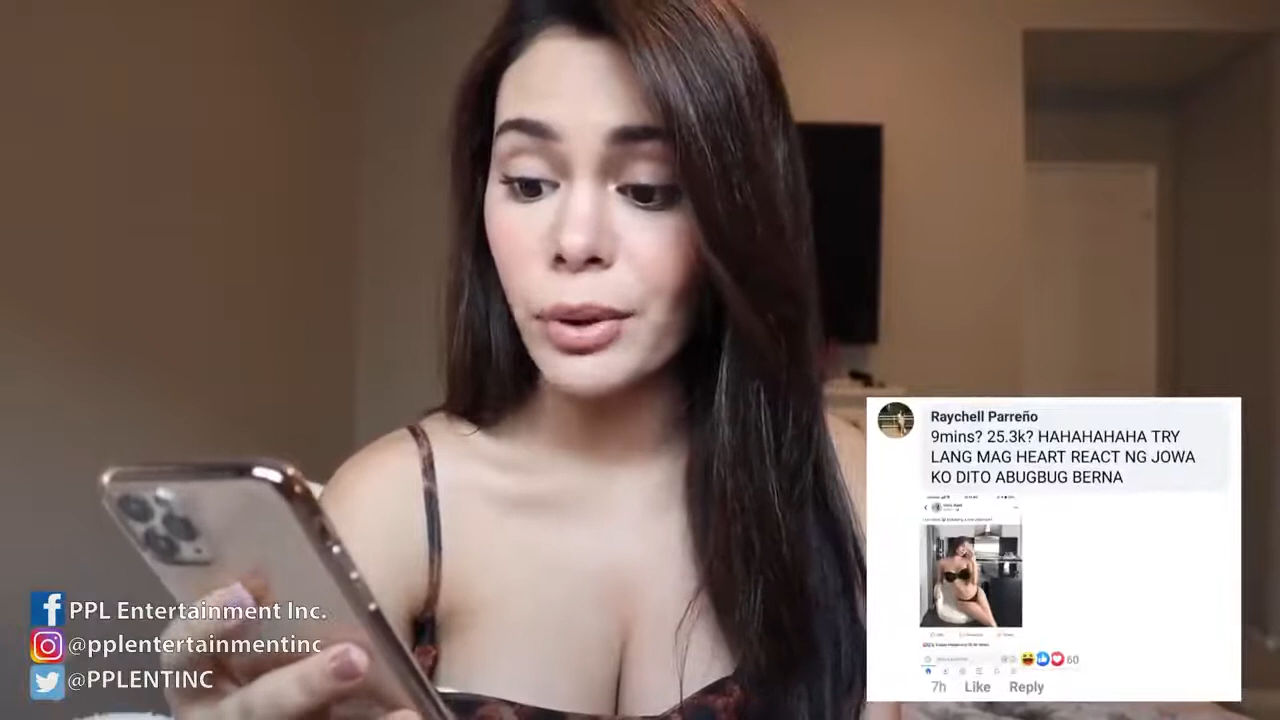 Raychell Parreño
9mins? 25.3k? HAHAHAHAHA TRY
LANG MAG HEART REACT NG JOWA
KO DITO ABUGBUG BERNA
60
7h Like Reply
PPL Entertainment Inc.
@pplentertainmentinc
@PPLENTINC